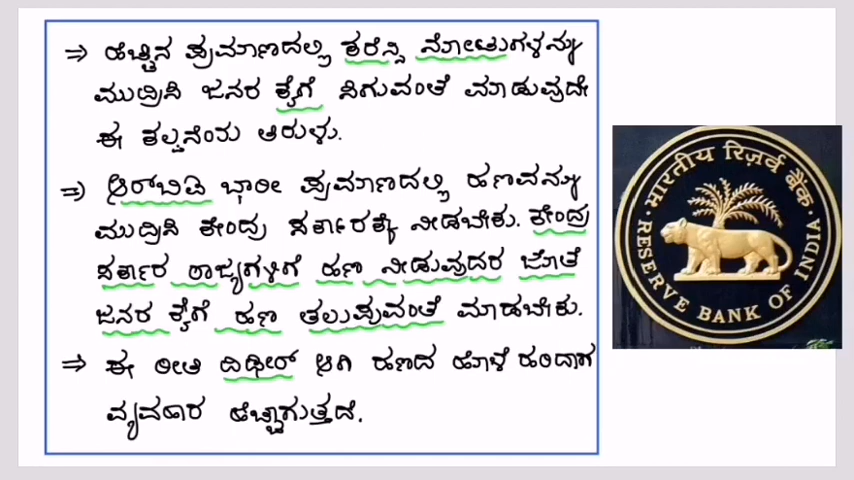 ⇒ ಹೆಚ್ಚಿನ ಪ್ರಮಾಣದಲ್ಲಿ ಕರೆನ್ಸಿ ನೋಟುಗಳನ್ನು
ಮುದ್ರಿಸಿ ಜನರ ಕೈಗೆ ಸಿಗುವಂತೆ ಮಾಡುವುದೇ
ಈ ಕಲ್ಪನೆಯ ತಿರುಳು.
⇒ ಆರ್‌ಬಿಐ ಭಾರೀ ಪ್ರಮಾಣದಲ್ಲಿ ಹಣವನ್ನು
ಮುದ್ರಿಸಿ ಕೇಂದ್ರ ಸರ್ಕಾರಕ್ಕೆ ನೀಡಬೇಕು. ಕೇಂದ್ರ
ಸರ್ಕಾರ ರಾಜ್ಯಗಳಿಗೆ ಹಣ ನೀಡುವುದರ ಜೊತೆ
ಜನರ ಕೈಗೆ ಹಣ ತಲುಪುವಂತೆ ಮಾಡಬೇಕು.
⇒ ಈ ರೀತಿ ದಿಢೀರ್ ಆಗಿ ಹಣದ ಹೊಳೆ ಹರಿದಾಗ
ವ್ಯವಹಾರ ಹೆಚ್ಚಾಗುತ್ತದೆ.
भारतीय रिज़र्व बैंक
RESERVE BANK OF INDIA